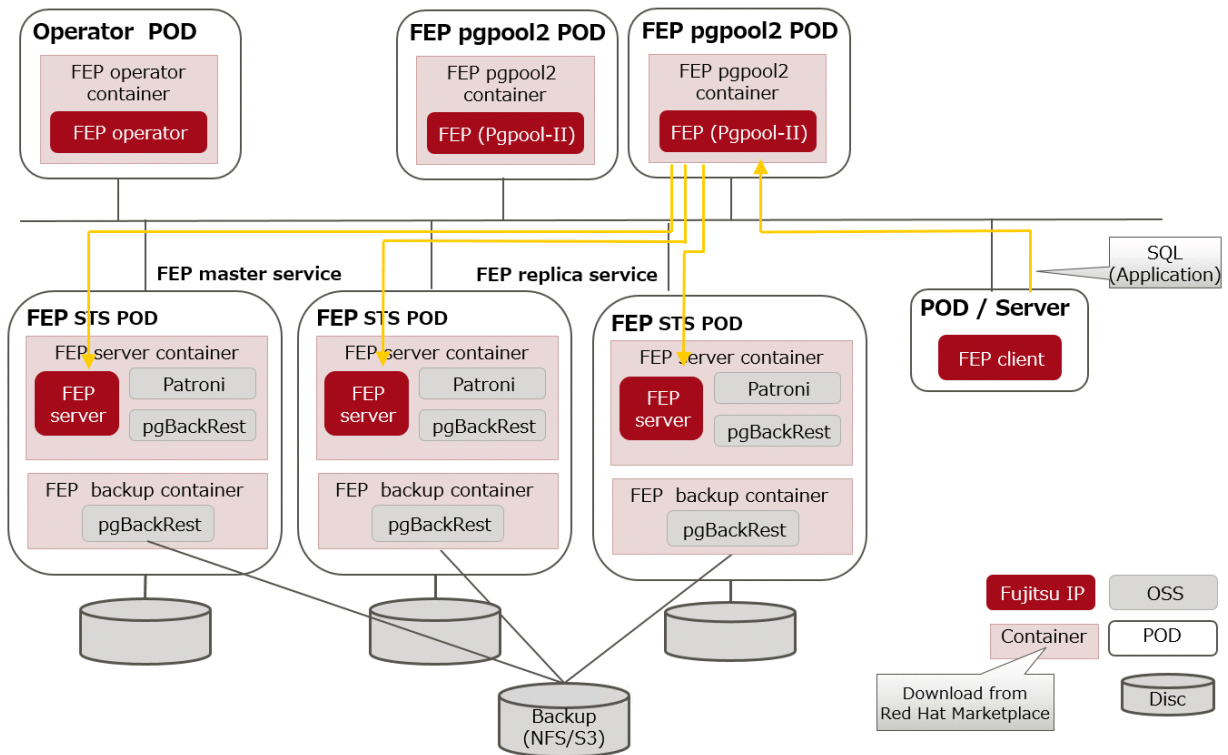 Operator POD
FEP operator
container
FEP operator
FEP pgpool2 POD
FEP pgpool2
container
FEP (Pgpool-II)
FEP pgpool2 POD
FEP pgpool2
container
FEP (Pgpool-II)
SQL
(Application)
FEP master service
FEP replica service
FEP STS POD
FEP server container
FEP
server
Patroni
pgBackRest
FEP backup container
pgBackRest
FEP STS POD
FEP server container
FEP
server
Patroni
pgBackRest
FEP backup container
pgBackRest
FEP STS POD
FEP server container
FEP
server
Patroni
pgBackRest
FEP backup container
pgBackRest
POD / Server
FEP client
Backup
(NFS/S3)
Fujitsu IP
OSS
Container
POD
Download from
Red Hat Marketplace
Disc